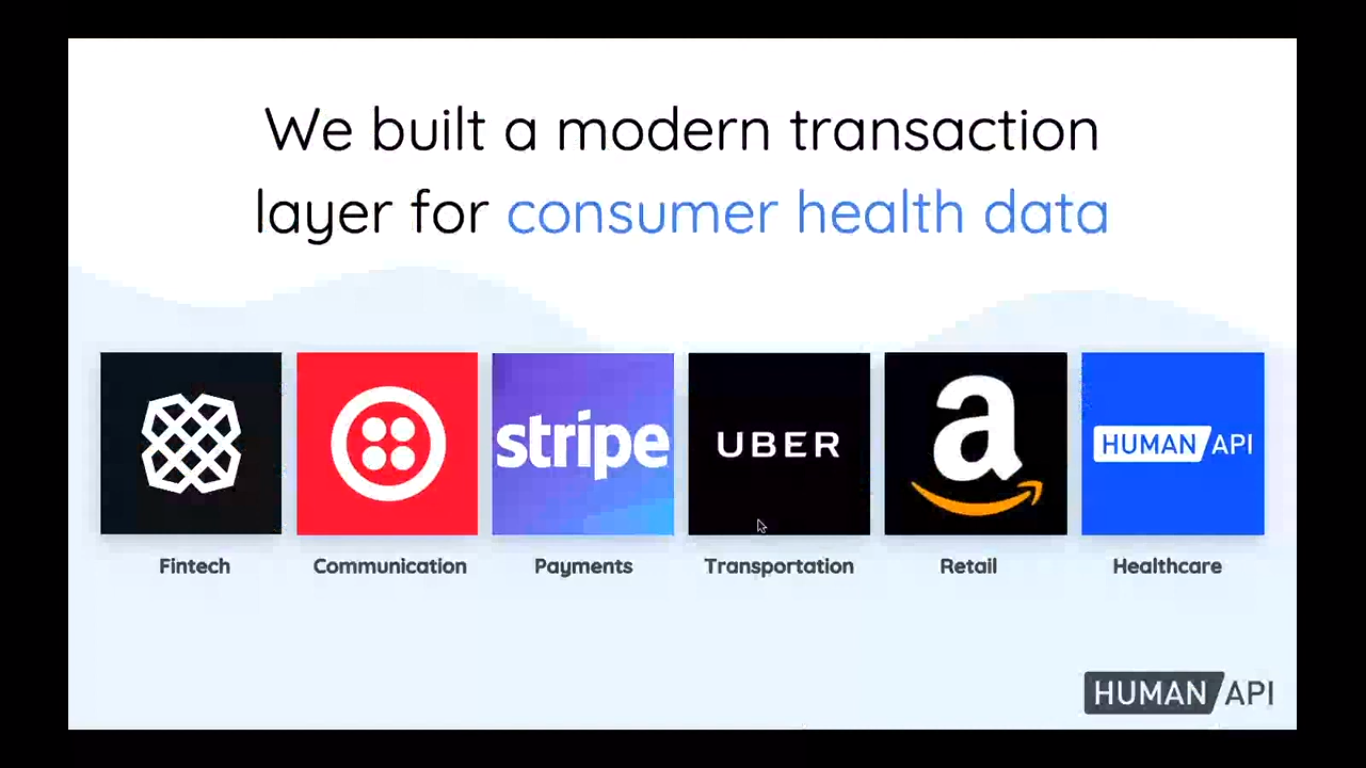 We built a modern transaction
layer for consumer health data
stripe
UBER
a
HUMAN/API
Fintech
Communication
Payments
Transportation
Retail
Healthcare
HUMAN/API